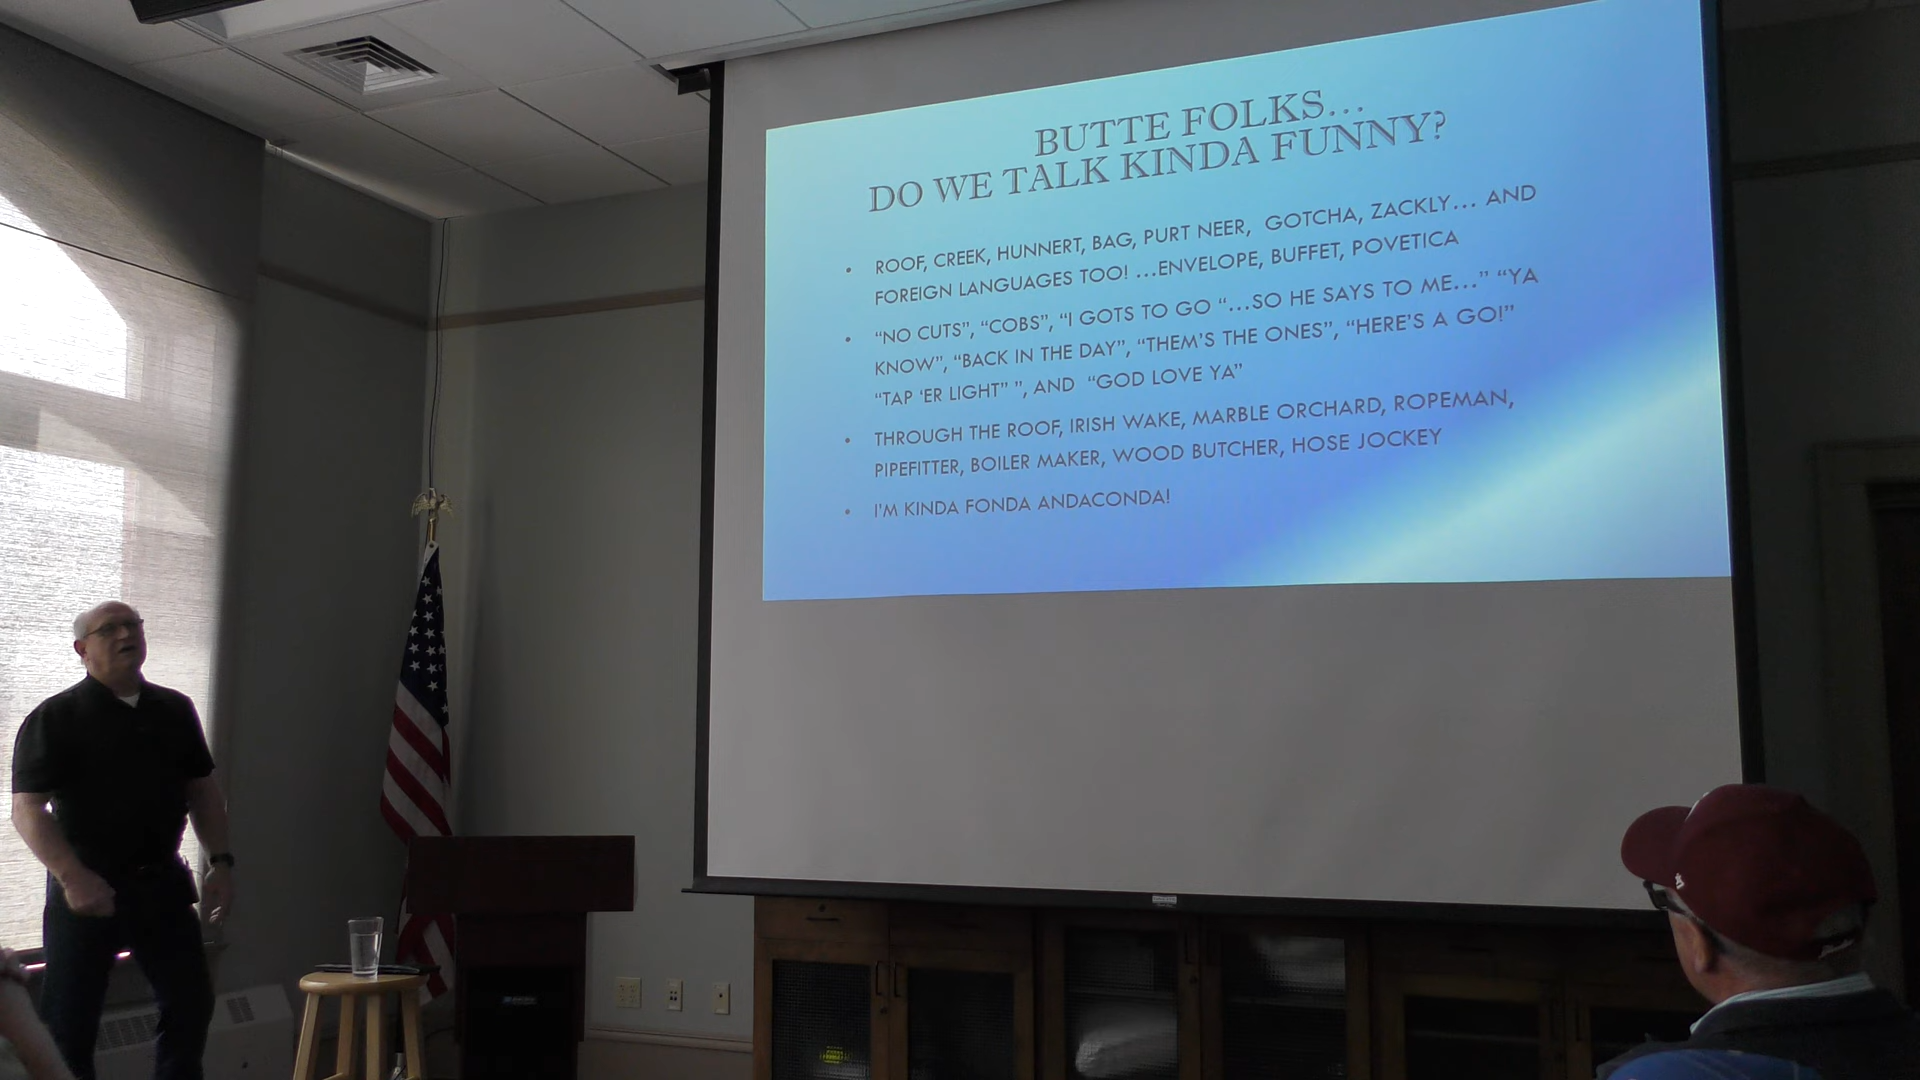 BUTTE FOLKS...
DO WE TALK KINDA FUNNY?
• ROOF, CREEK, HUNNERT, BAG, PURT NEER, GOTCHA, ZACKLY... AND
FOREIGN LANGUAGES TOO! ...ENVELOPE, BUFFET, POVETICA
• “NO CUTS”, “COBS”, “I GOTS TO GO “...SO HE SAYS TO ME...” “YA
KNOW”, “BACK IN THE DAY”, “THEM’S THE ONES”, “HERE’S A GO!”
“TAP ‘ER LIGHT” ”, AND “GOD LOVE YA”
• THROUGH THE ROOF, IRISH WAKE, MARBLE ORCHARD, ROPEMAN,
PIPEFITTER, BOILER MAKER, WOOD BUTCHER, HOSE JOCKEY
• I'M KINDA FONDA ANDACONDA!